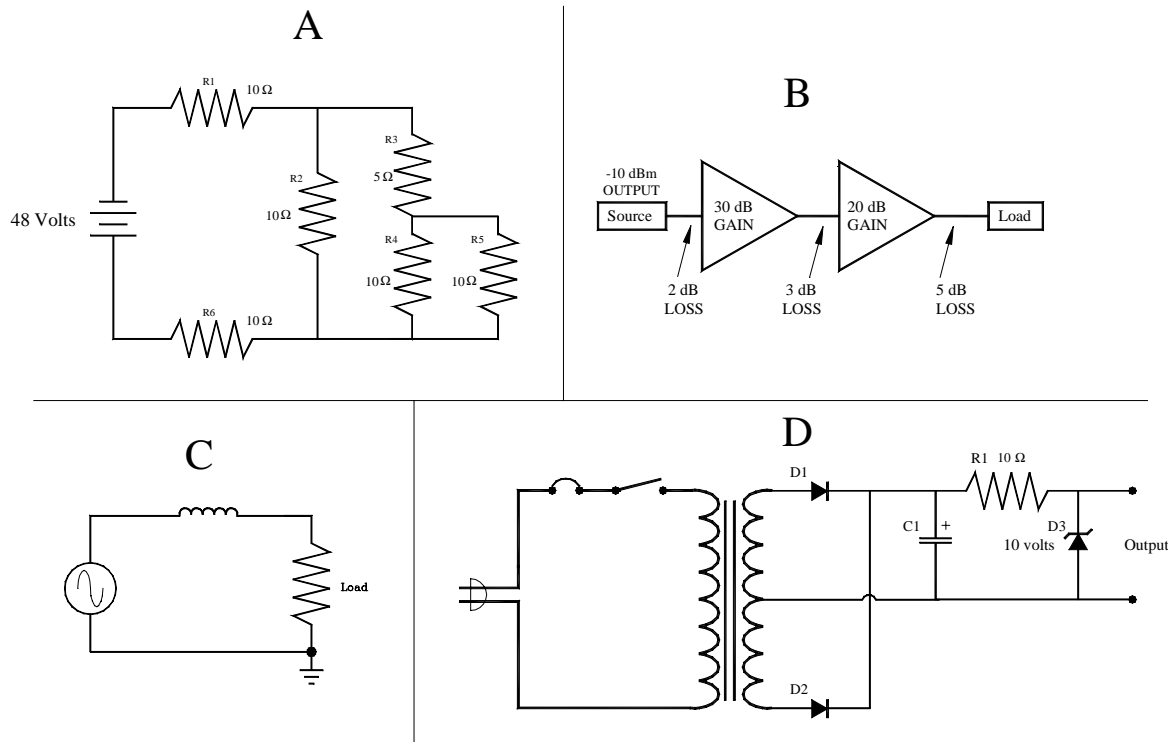 A
R1
10 Ω
R3
5 Ω
R2
10 Ω
R4
10 Ω
R5
10 Ω
48 Volts
R6
10 Ω
B
-10 dBm
OUTPUT
Source
30 dB
GAIN
20 dB
GAIN
Load
2 dB
LOSS
3 dB
LOSS
5 dB
LOSS
C
Load
D
D1
R1 10 Ω
C1 +
D3
10 volts
Output
D2